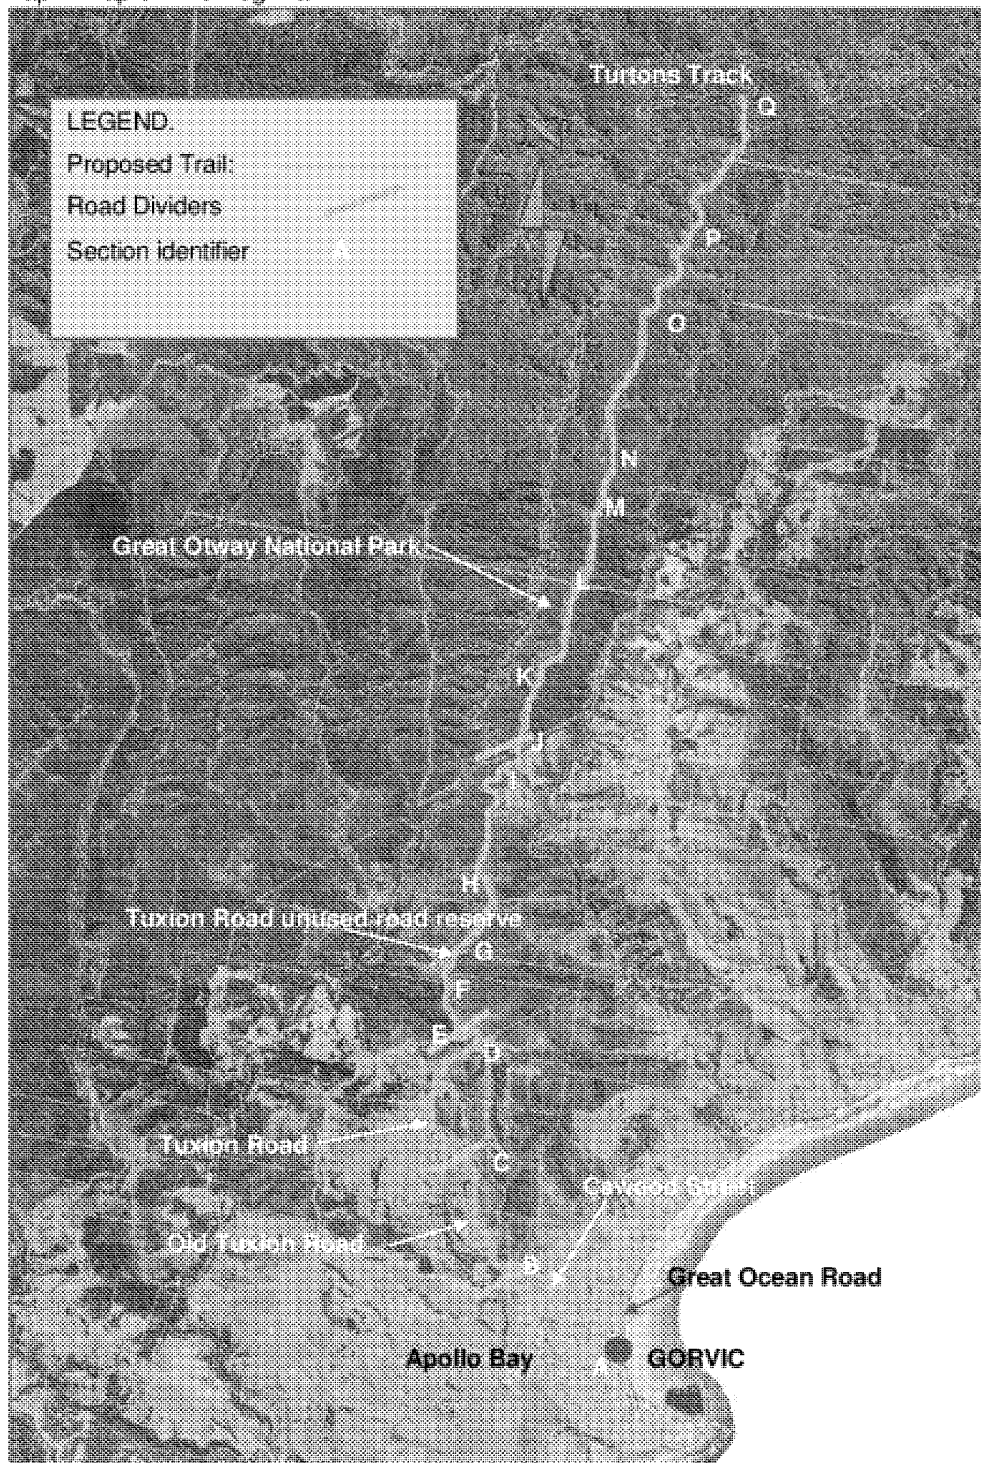 Turtons Track
Q
LEGEND.
Proposed Trail:
Road Dividers
Section identifier A
P
O
N
M
Great Otway National Park
L
K
J
I
H
Tuxion Road unused road reserve
G
F
E
D
Tuxion Road
C
Old Tuxion Road
B
Great Ocean Road
Apollo Bay
A
GORVIC